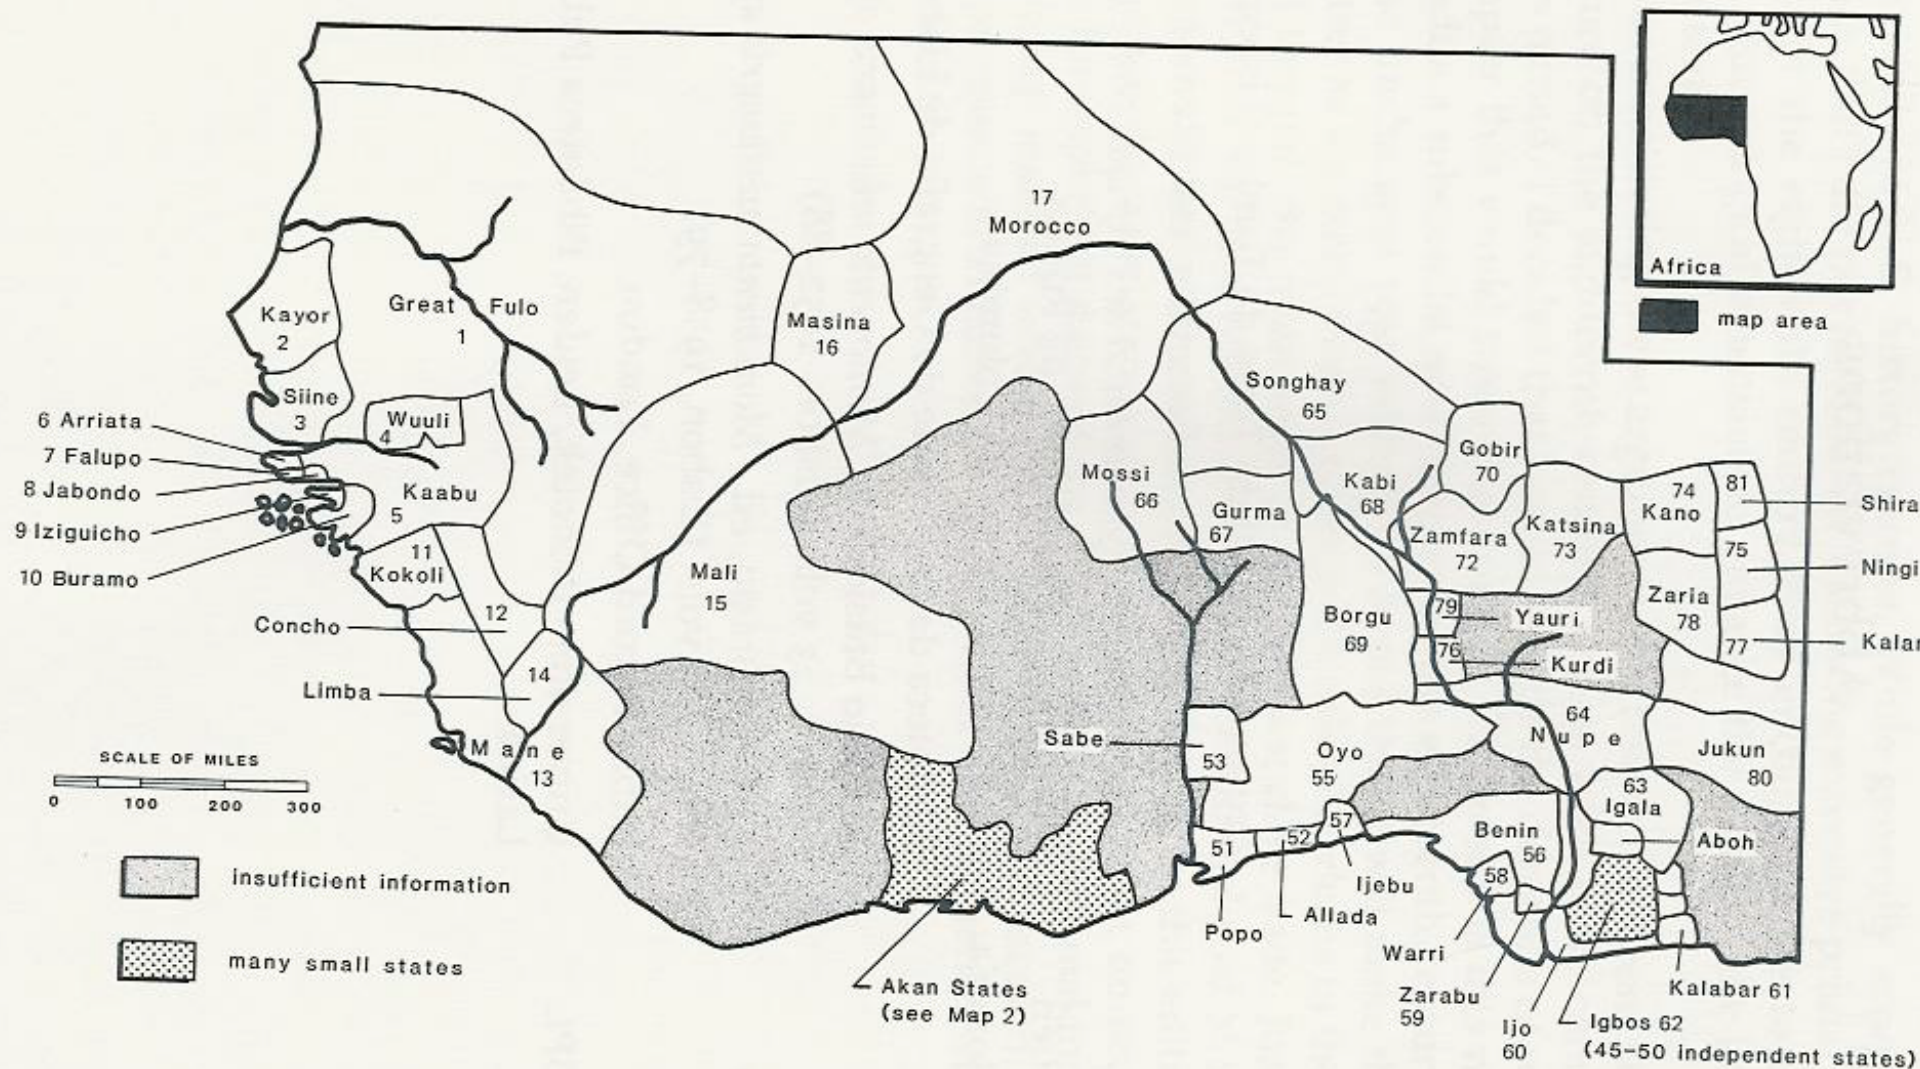 Africa
map area
17
Morocco
Kayor
2
Great Fulo
1
Masina
16
Siine
3
Wuuli
4
Songhay
65
6 Arriata
7 Falupo
8 Jabondo
9 Iziguicho
10 Buramo
Kaabu
5
Mossi
66
Gurma
67
Kabi
68
Gobir
70
Zamfara
72
Katsina
73
74
Kano
81
Shira
75
Ningi
Zaria
78
77
Kalar
11
Kokoli
12
Concho
Mali
15
Borgu
69
79
Yauri
76
Kurdi
14
Limba
Mane
13
Sabe
53
Oyo
55
64
Nupe
Jukun
80
63
Igala
Aboh
57
Ijebu
52
Allada
51
Popo
Benin
56
58
Warri
Zarabu
59
Ijo
60
Igbos 62
(45-50 independent states)
Kalabar 61
Akan States
(see Map 2)
SCALE OF MILES
0 100 200 300
insufficient information
many small states